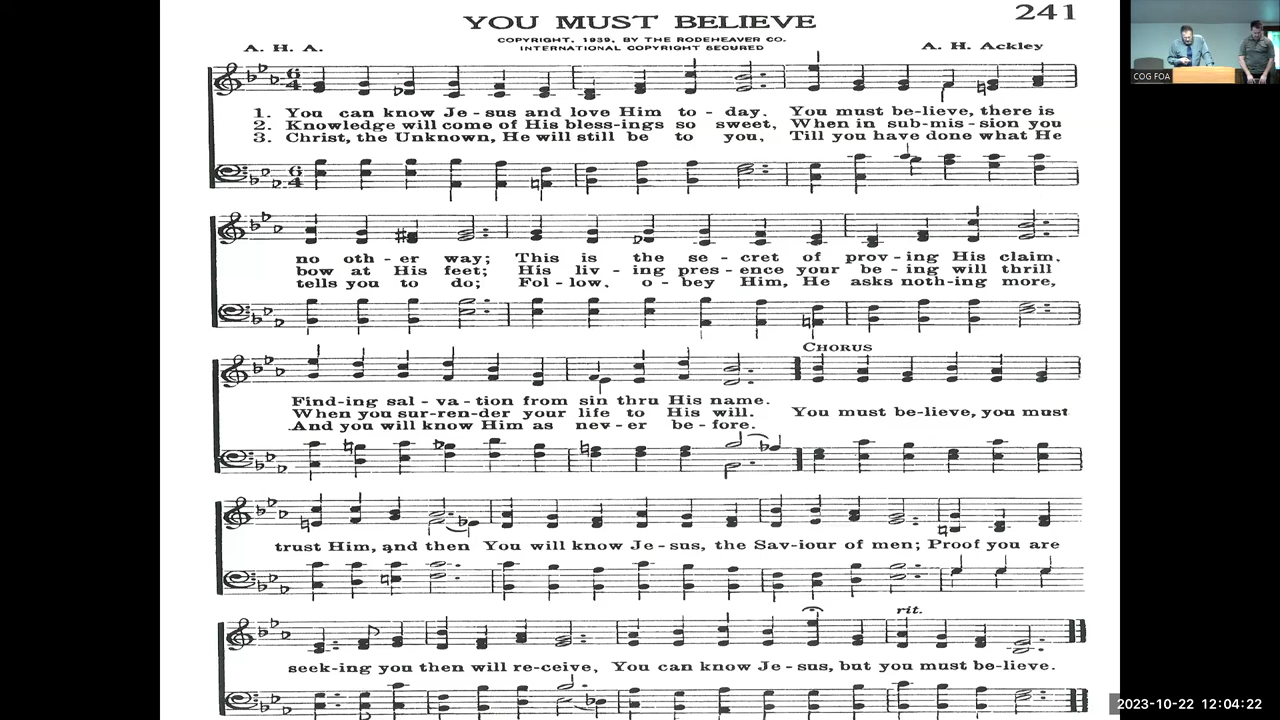 YOU MUST BELIEVE
241
COPYRIGHT, 1939, BY THE RODEHEAVER CO.
INTERNATIONAL COPYRIGHT SECURED
A. H. A.
A. H. Ackley
COG FOA
6
4
1. You can know Je - sus and love Him to - day, You must be-lieve, there is
2. Knowledge will come of His bless-ings so sweet, When in sub-mis-sion you
3. Christ, the Unknown, He will still be to you, Till you have done what He
6
4
no oth - er way; This is the se - cret of prov - ing His claim,
bow at His feet; His liv - ing pres - ence your be - ing will thrill
tells you to do; Fol - low, o - bey Him, He asks noth-ing more,
CHORUS
Find-ing sal - va - tion from sin thru His name.
When you sur-ren-der your life to His will. You must be-lieve, you must
And you will know Him as nev - er be - fore.
trust Him, and then You will know Je - sus, the Sav-iour of men; Proof you are
rit.
seek-ing you then will re-ceive, You can know Je - sus, but you must be-lieve.
2023-10-22 12:04:22